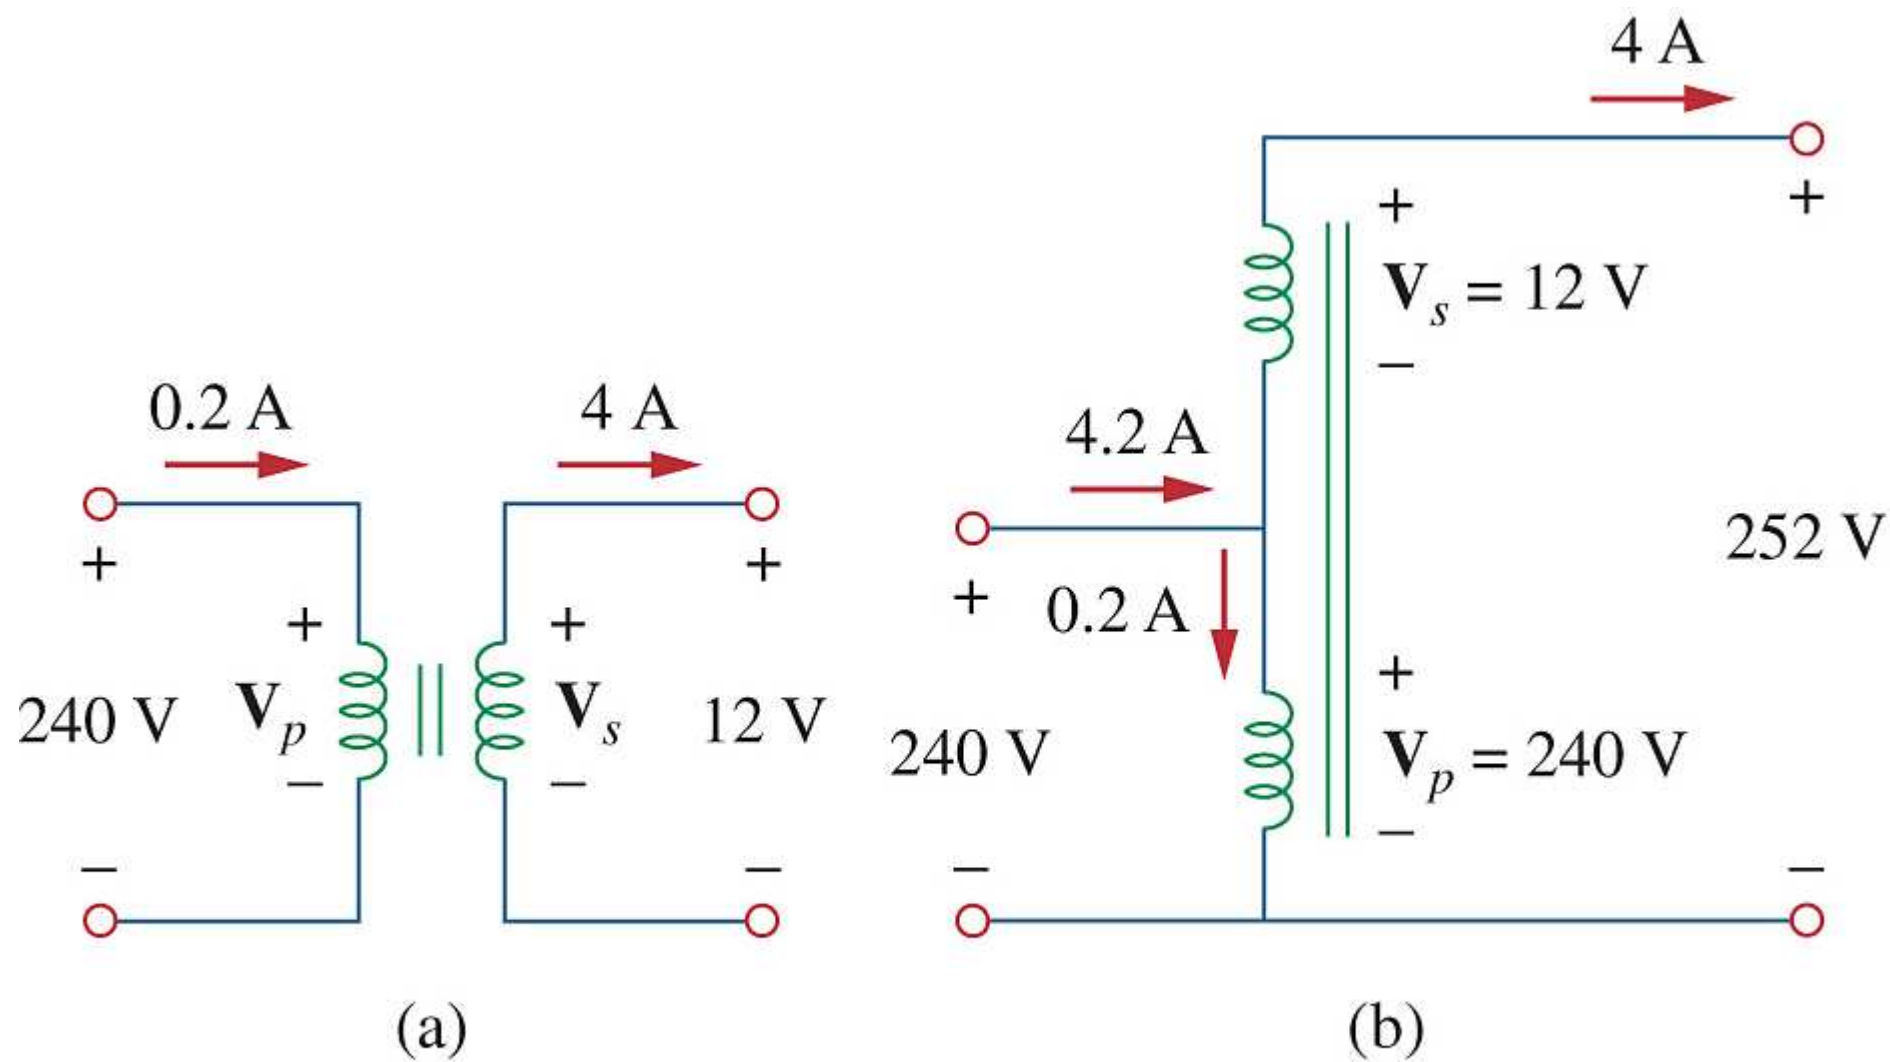 0.2 A
4 A
+
+
+
+
240 V
Vp
Vs
12 V
−
−
−
−
(a)
4 A
+
+
Vs = 12 V
−
4.2 A
+
0.2 A
252 V
+
240 V
Vp = 240 V
−
−
−
(b)